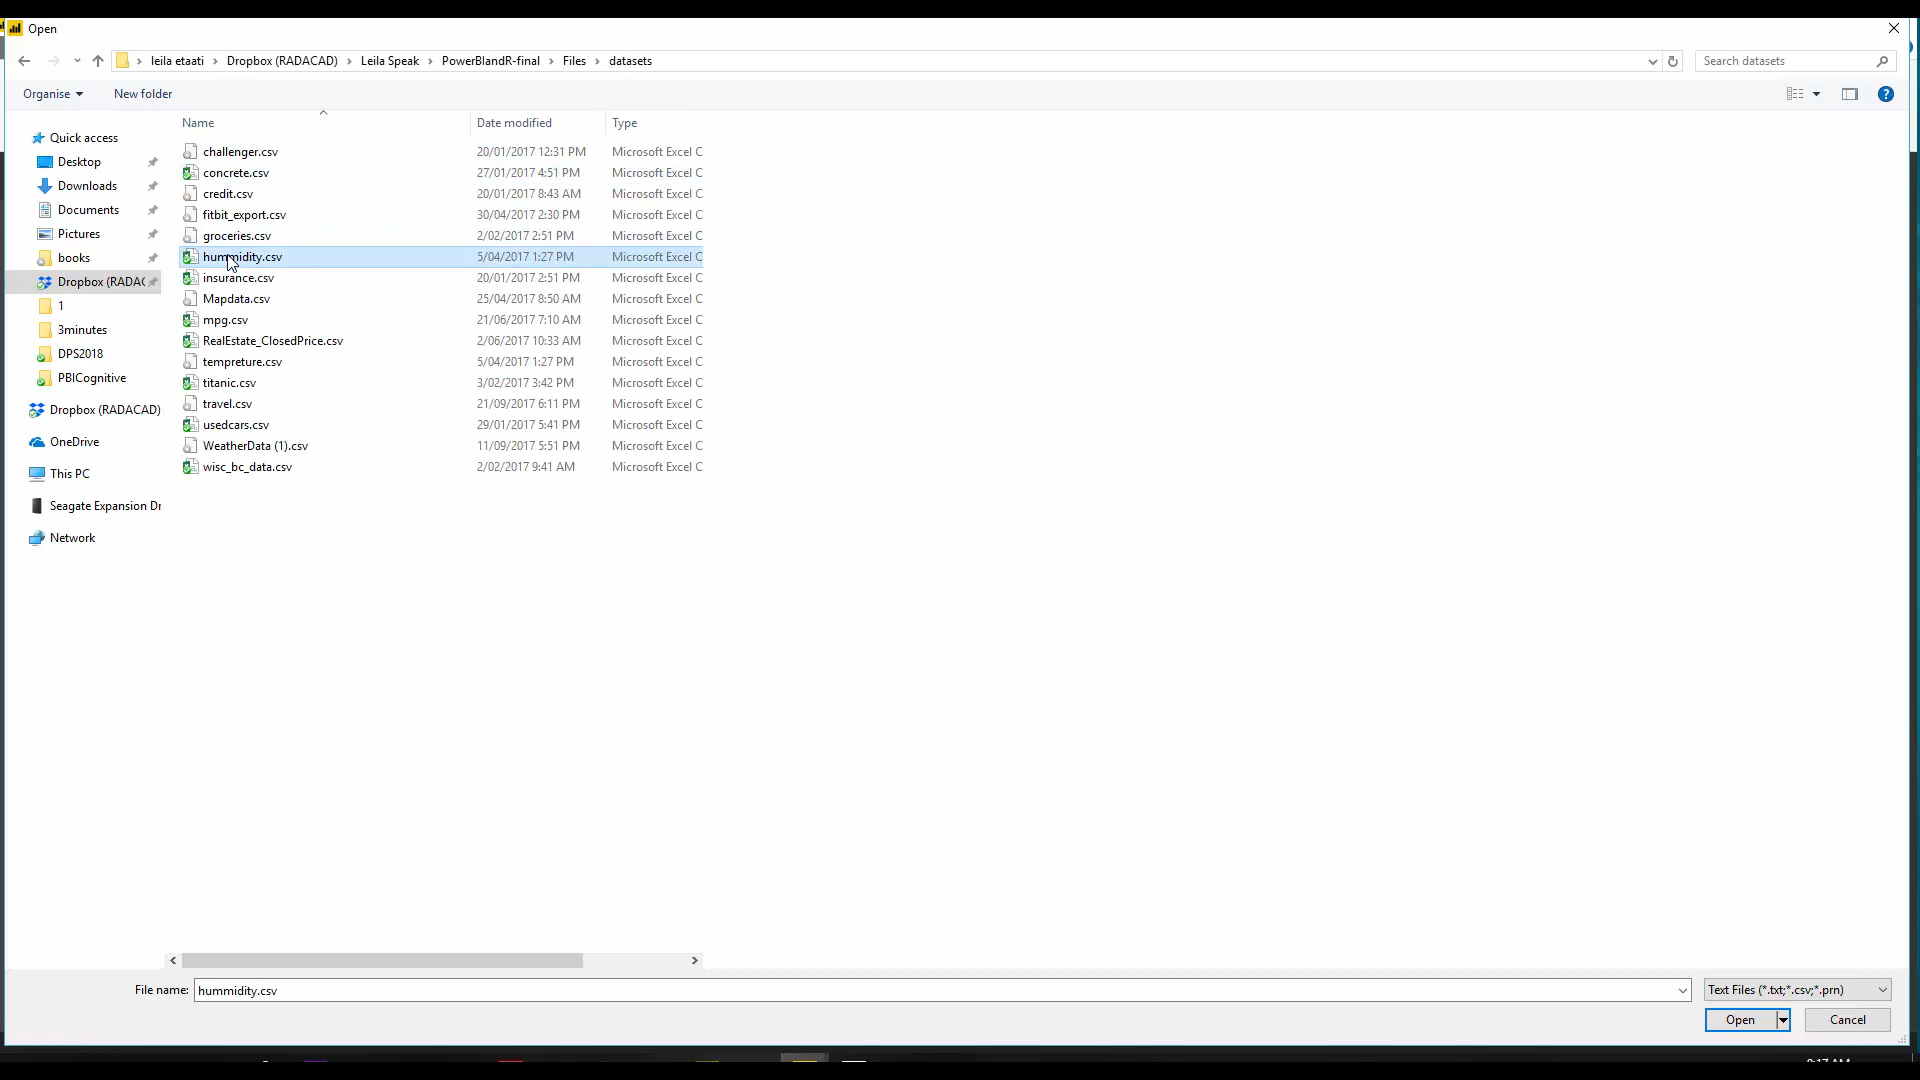 Open
leila etaati > Dropbox (RADACAD) > Leila Speak > PowerBIandR-final > Files > datasets
Search datasets
Organise
New folder
Name
Date modified
Type
Quick access
Desktop
Downloads
Documents
Pictures
books
Dropbox (RADAC
1
3minutes
DPS2018
PBICognitive
Dropbox (RADACAD)
OneDrive
This PC
Seagate Expansion Dr
Network
challenger.csv 20/01/2017 12:31 PM Microsoft Excel C
concrete.csv 27/01/2017 4:51 PM Microsoft Excel C
credit.csv 20/01/2017 8:43 AM Microsoft Excel C
fitbit_export.csv 30/04/2017 2:30 PM Microsoft Excel C
groceries.csv 2/02/2017 2:51 PM Microsoft Excel C
hummidity.csv 5/04/2017 1:27 PM Microsoft Excel C
insurance.csv 20/01/2017 2:51 PM Microsoft Excel C
Mapdata.csv 25/04/2017 8:50 AM Microsoft Excel C
mpg.csv 21/06/2017 7:10 AM Microsoft Excel C
RealEstate_ClosedPrice.csv 2/06/2017 10:33 AM Microsoft Excel C
tempreture.csv 5/04/2017 1:27 PM Microsoft Excel C
titanic.csv 3/02/2017 3:42 PM Microsoft Excel C
travel.csv 21/09/2017 6:11 PM Microsoft Excel C
usedcars.csv 29/01/2017 5:41 PM Microsoft Excel C
WeatherData (1).csv 11/09/2017 5:51 PM Microsoft Excel C
wisc_bc_data.csv 2/02/2017 9:41 AM Microsoft Excel C
File name: hummidity.csv
Text Files (*.txt;*.csv;*.prn)
Open
Cancel